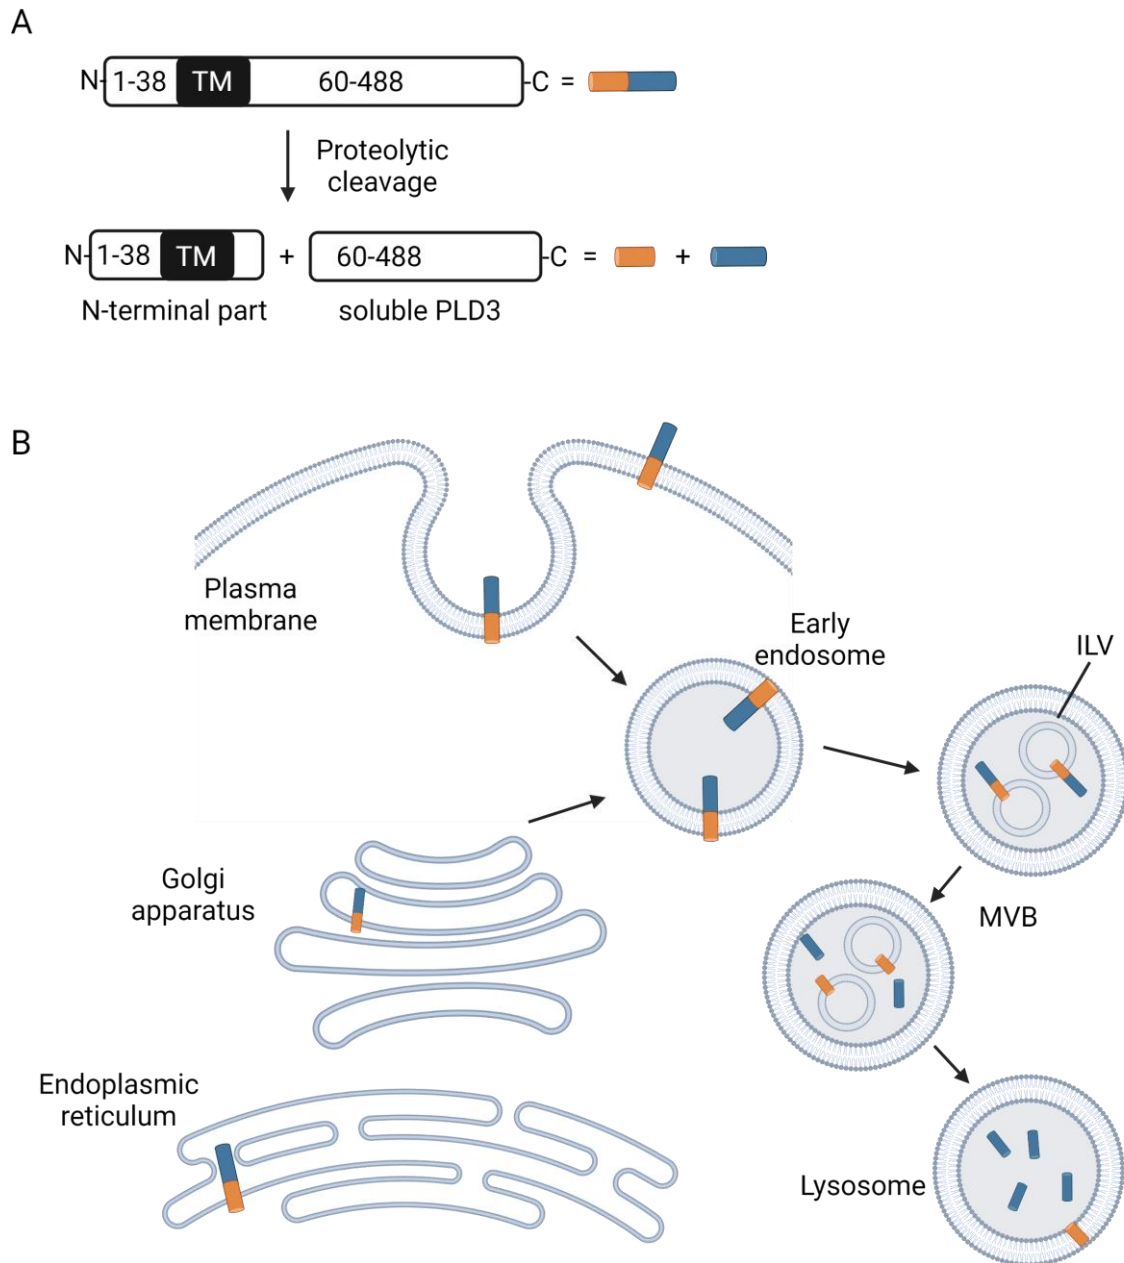 A
N- 1-38 TM 60-488 -C =
Proteolytic
cleavage
N- 1-38 TM + 60-488 -C = +
N-terminal part soluble PLD3
B
Plasma
membrane
Early
endosome
ILV
Golgi
apparatus
MVB
Endoplasmic
reticulum
Lysosome